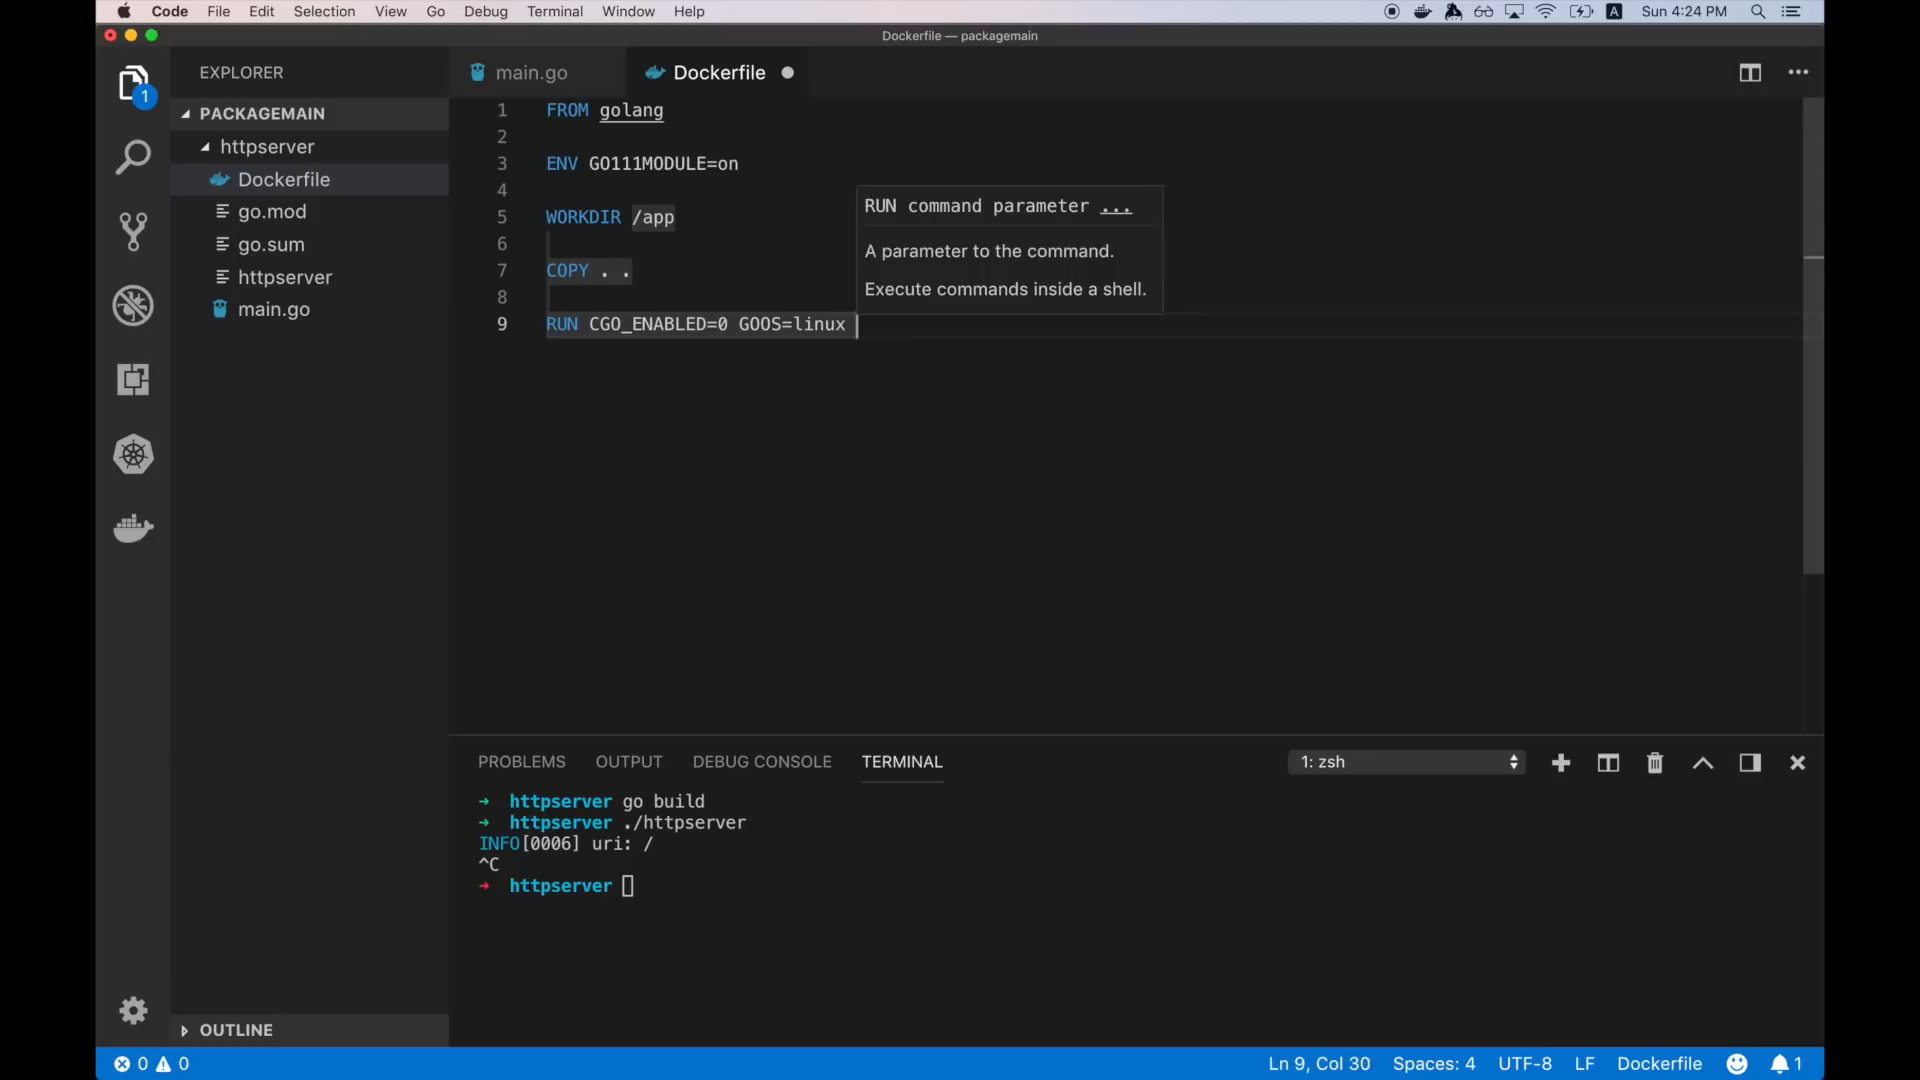 Code File Edit Selection View Go Debug Terminal Window Help
A Sun 4:24 PM
Dockerfile — packagemain
EXPLORER
main.go
Dockerfile
1
PACKAGEMAIN
httpserver
Dockerfile
go.mod
go.sum
httpserver
main.go
1 FROM golang
2
3 ENV GO111MODULE=on
4
5 WORKDIR /app
6
7 COPY . .
8
9 RUN CGO_ENABLED=0 GOOS=linux
RUN command parameter ...
A parameter to the command.
Execute commands inside a shell.
PROBLEMS OUTPUT DEBUG CONSOLE TERMINAL
1: zsh
➜ httpserver go build
➜ httpserver ./httpserver
INFO[0006] uri: /
^C
➜ httpserver
OUTLINE
0 0
Ln 9, Col 30 Spaces: 4 UTF-8 LF Dockerfile 1